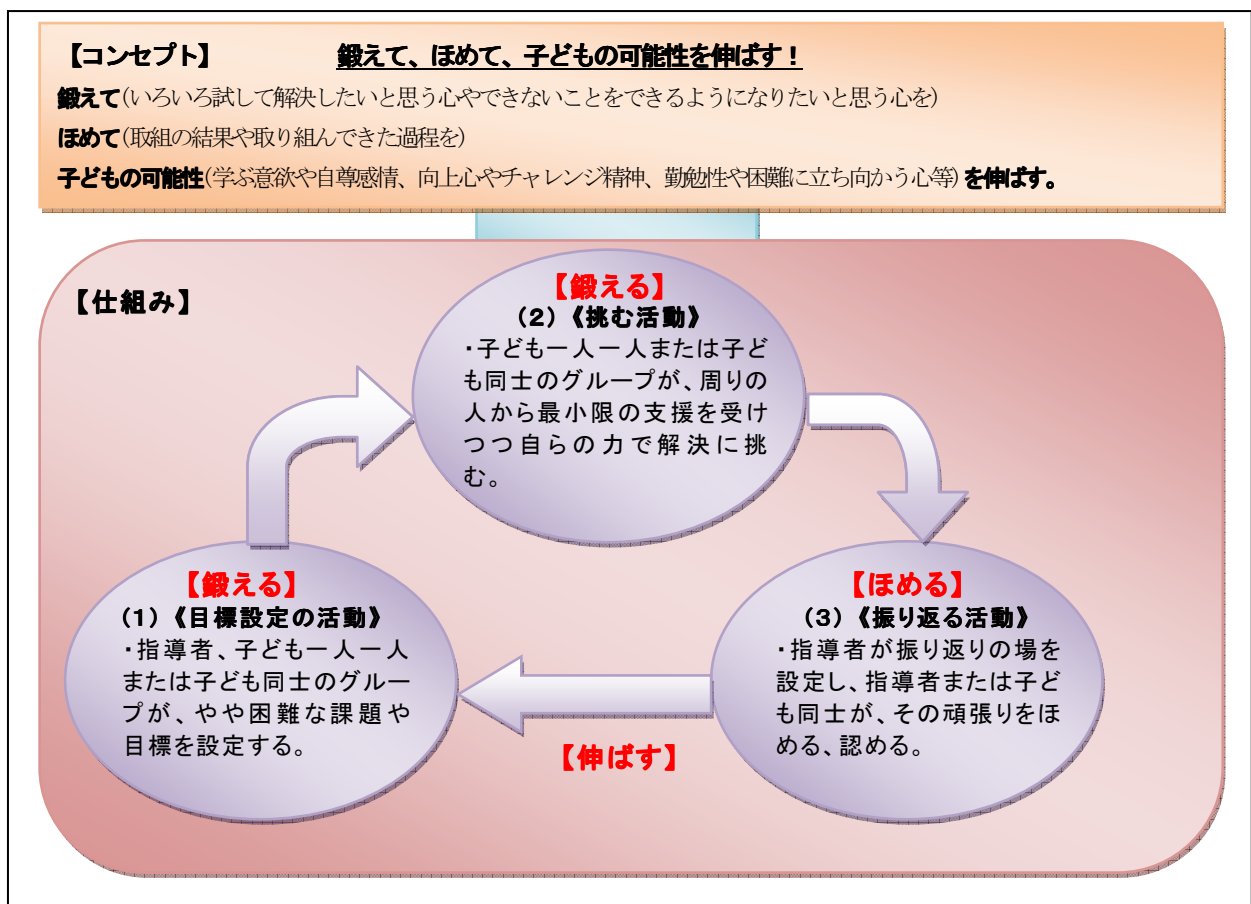 【コンセプト】 鍛えて、ほめて、子どもの可能性を伸ばす！
鍛えて(いろいろ試して解決したいと思う心やできないことをできるようになりたいと思う心を)
ほめて(取組の結果や取り組んできた過程を)
子どもの可能性(学ぶ意欲や自尊感情、向上心やチャレンジ精神、勤勉性や困難に立ち向かう心等)を伸ばす。
【仕組み】
【鍛える】
（2）《挑む活動》
・子ども一人一人または子ど
も同士のグループが、周りの
人から最小限の支援を受け
つつ自らの力で解決に挑
む。
【鍛える】
（1）《目標設定の活動》
・指導者、子ども一人一人
または子ども同士のグルー
プが、やや困難な課題や
目標を設定する。
【ほめる】
（3）《振り返る活動》
・指導者が振り返りの場を
設定し、指導者または子ど
も同士が、その頑張りをほ
める、認める。
【伸ばす】